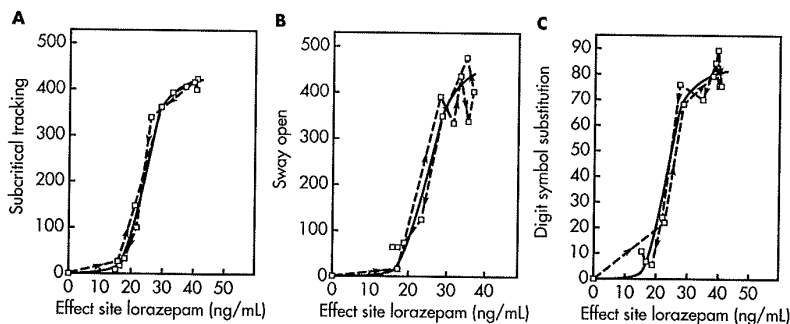 A
Subcritical tracking
500
400
300
200
100
0
0 10 20 30 40 50
Effect site lorazepam (ng/mL)
B
Sway open
500
400
300
200
100
0
0 10 20 30 40 50
Effect site lorazepam (ng/mL)
C
Digit symbol substitution
90
80
70
60
50
40
30
20
10
0
0 10 20 30 40 50
Effect site lorazepam (ng/mL)